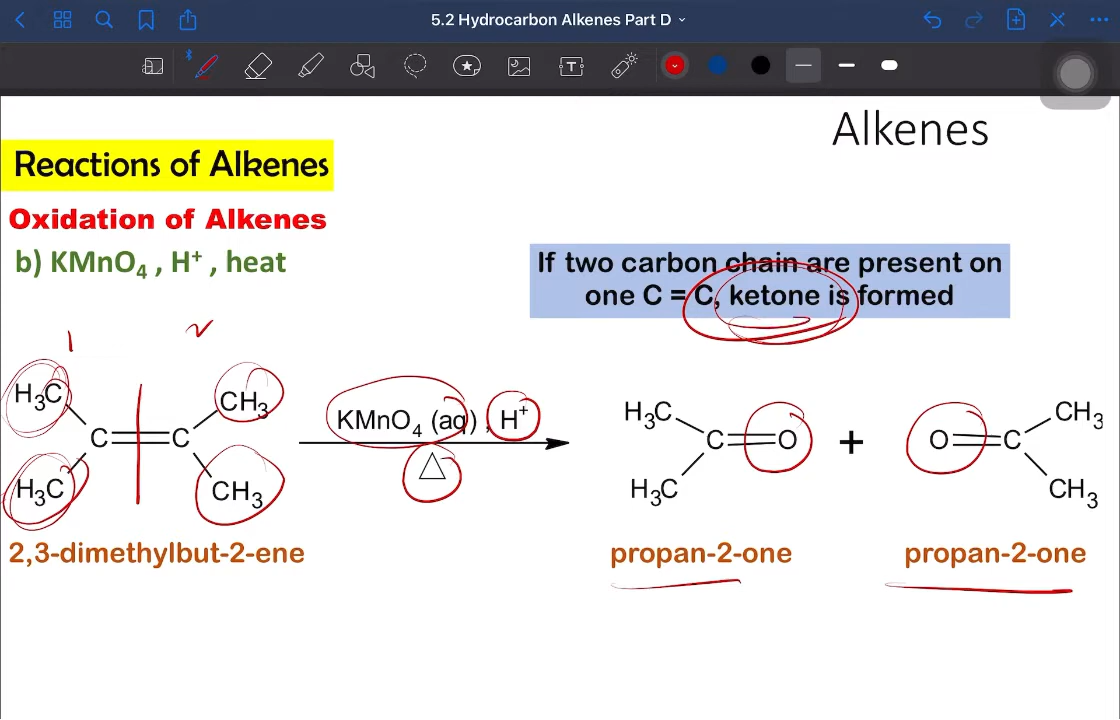 5.2 Hydrocarbon Alkenes Part D
Alkenes
Reactions of Alkenes
Oxidation of Alkenes
b) KMnO₄ , H⁺ , heat
If two carbon chain are present on
one C = C, ketone is formed
1 2
H₃C CH₃
C=C
H₃C CH₃
KMnO₄ (aq) , H⁺
△
H₃C
C=O
H₃C
+
CH₃
O=C
CH₃
2,3-dimethylbut-2-ene
propan-2-one
propan-2-one